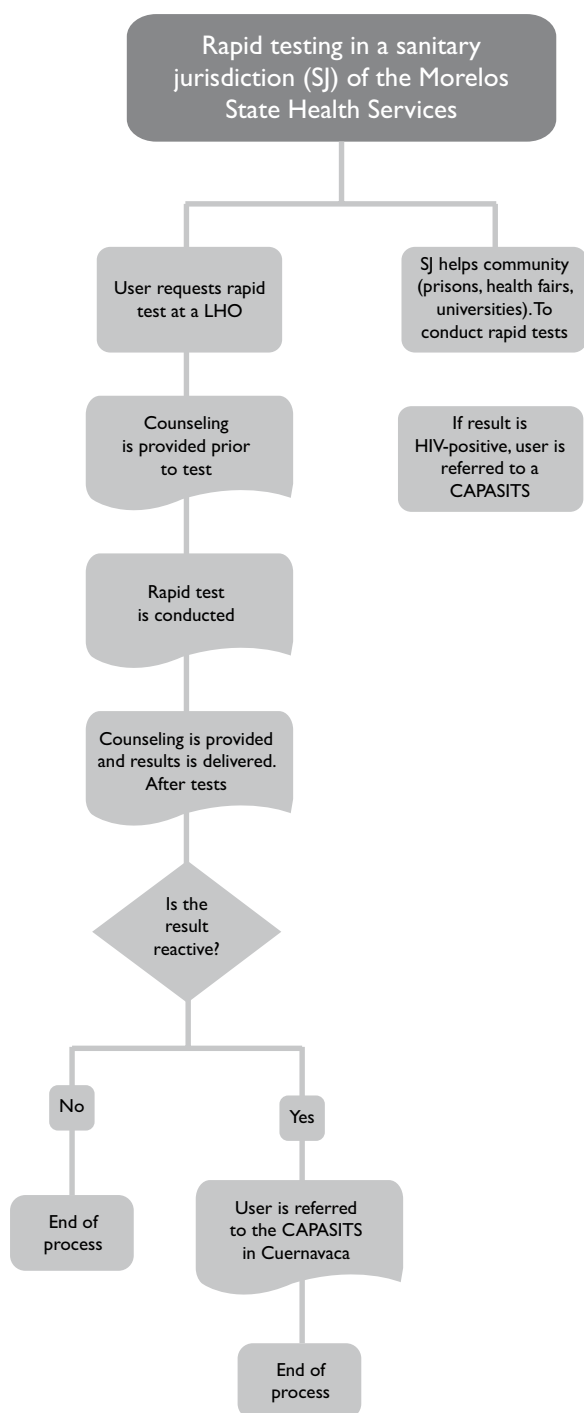 Rapid testing in a sanitary
jurisdiction (SJ) of the Morelos
State Health Services
User requests rapid
test at a LHO
SJ helps community
(prisons, health fairs,
universities). To
conduct rapid tests
Counseling
is provided prior
to test
If result is
HIV-positive, user is
referred to a
CAPASITS
Rapid test
is conducted
Counseling is provided
and results is delivered.
After tests
Is the
result
reactive?
No
Yes
End of
process
User is referred
to the CAPASITS
in Cuernavaca
End of
process